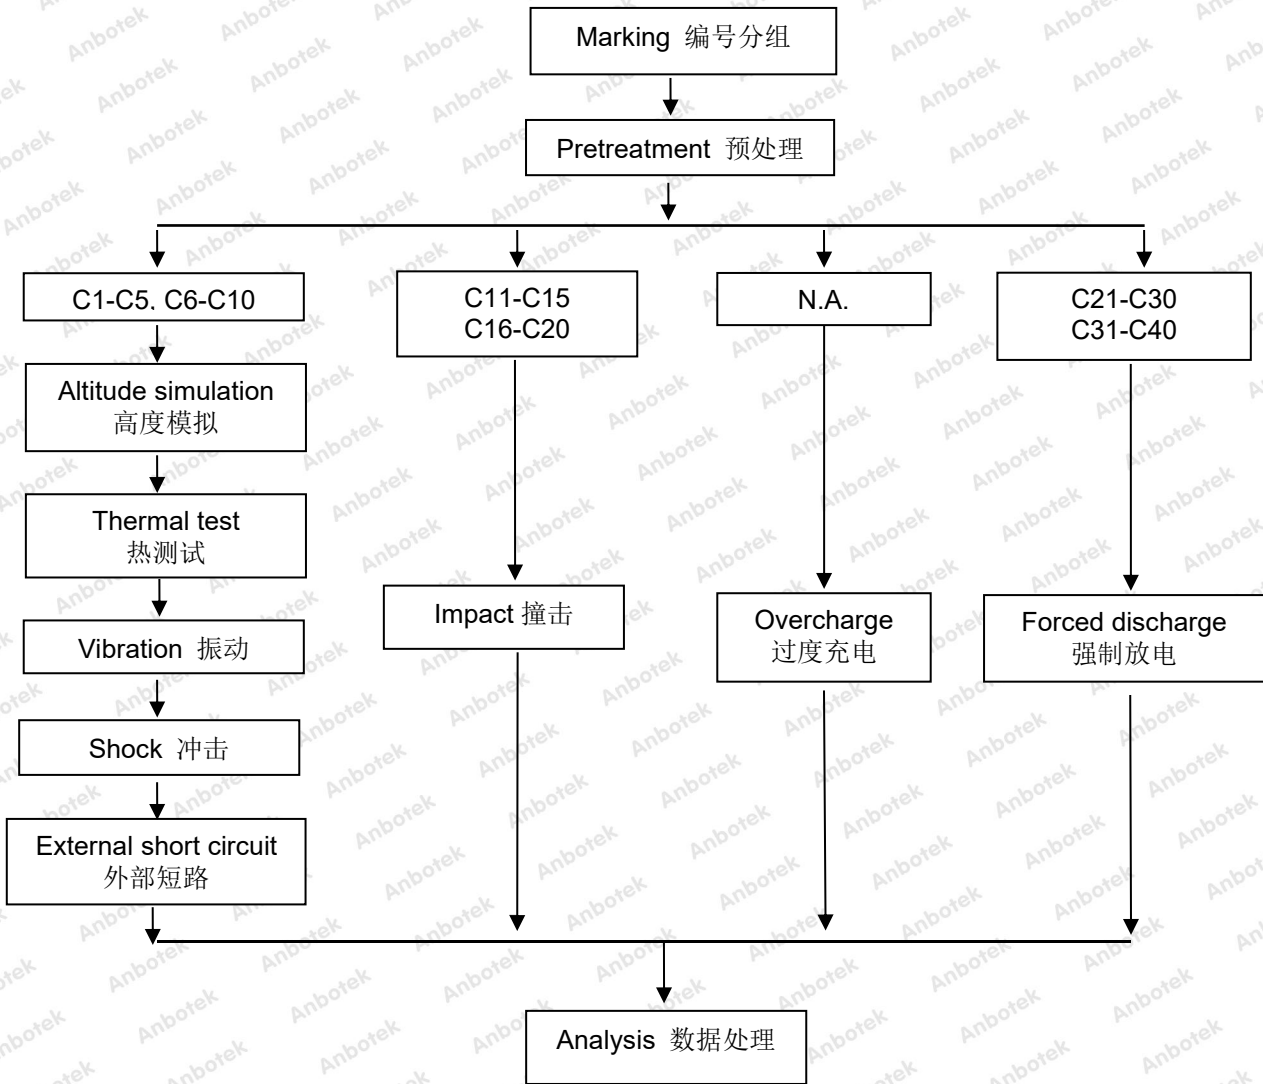 Marking 编号分组
Pretreatment 预处理
C1-C5, C6-C10
C11-C15
C16-C20
N.A.
C21-C30
C31-C40
Altitude simulation
高度模拟
Thermal test
热测试
Vibration 振动
Shock 冲击
External short circuit
外部短路
Impact 撞击
Overcharge
过度充电
Forced discharge
强制放电
Analysis 数据处理
Anbotek